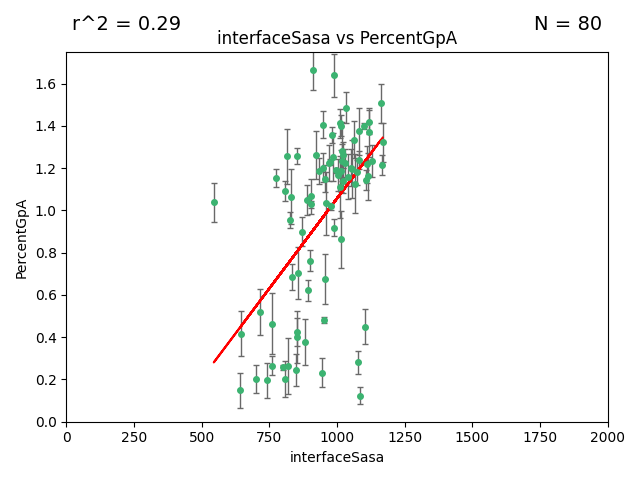 r^2 = 0.29
N = 80
interfaceSasa vs PercentGpA
PercentGpA
1.6
1.4
1.2
1.0
0.8
0.6
0.4
0.2
0.0
0 250 500 750 1000 1250 1500 1750 2000
interfaceSasa